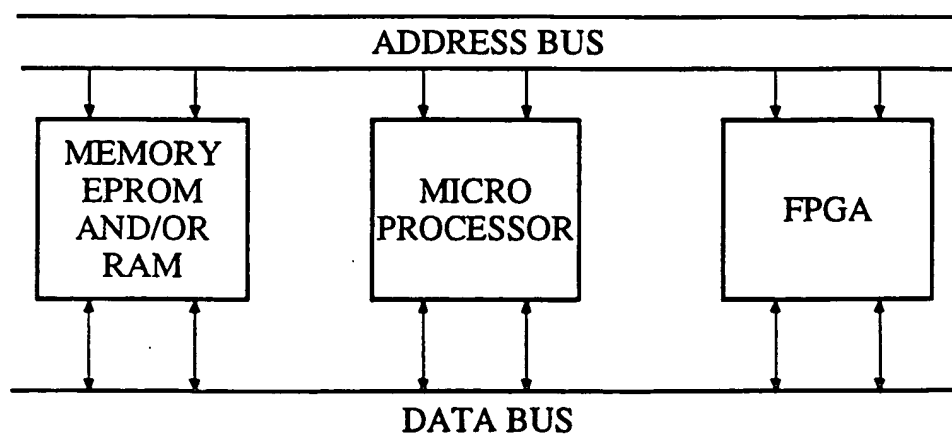 ADDRESS BUS
MEMORY
EPROM
AND/OR
RAM
MICRO
PROCESSOR
FPGA
DATA BUS